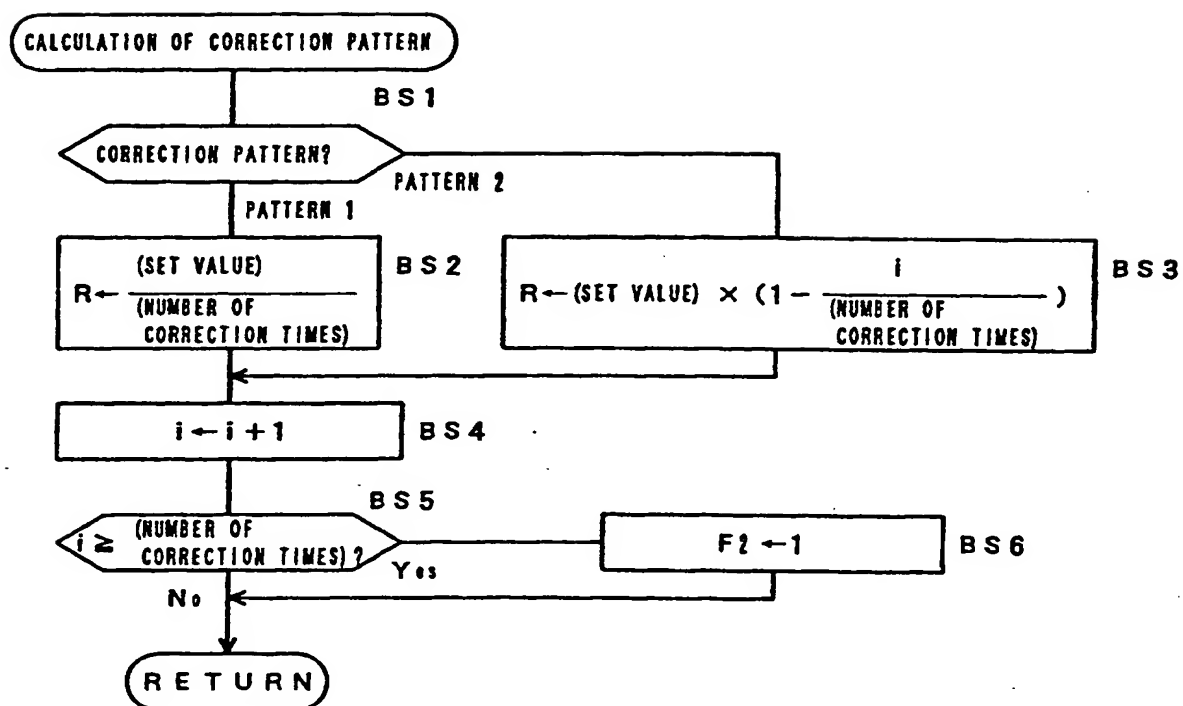 CALCULATION OF CORRECTION PATTERN
BS1
CORRECTION PATTERN?
PATTERN 2
PATTERN 1
R← (SET VALUE)
(NUMBER OF
CORRECTION TIMES)
BS2
R←(SET VALUE) × (1- i )
(NUMBER OF
CORRECTION TIMES)
BS3
i←i+1
BS4
BS5
i≧ (NUMBER OF
CORRECTION TIMES)?
Yes
No
F2←1
BS6
RETURN